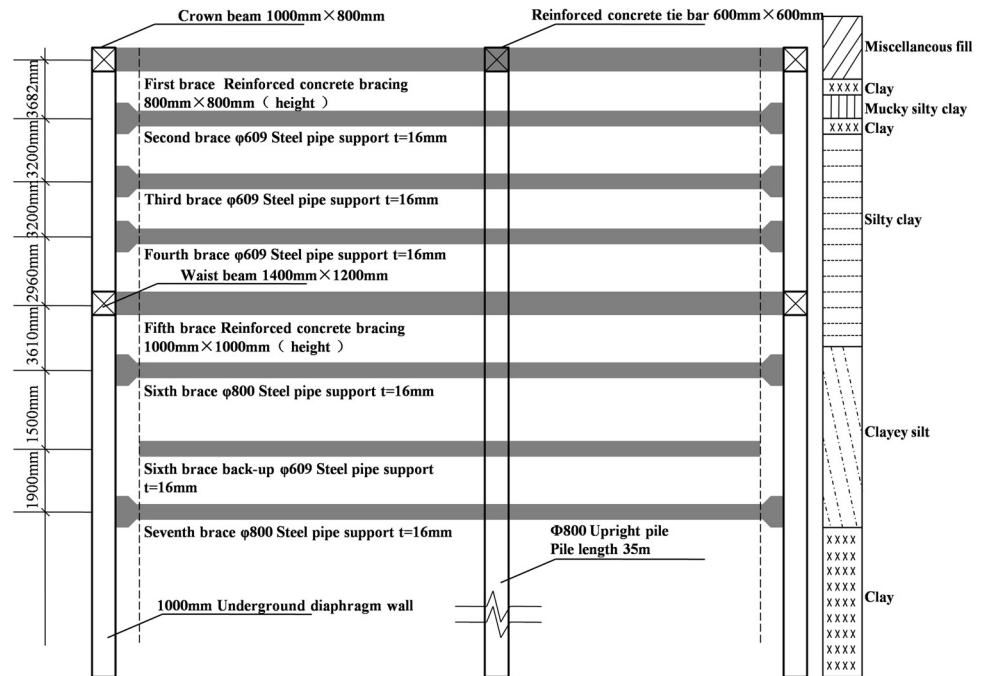 Crown beam 1000mm×800mm
Reinforced concrete tie bar 600mm×600mm
Miscellaneous fill
3682mm
First brace Reinforced concrete bracing
800mm×800mm ( height )
Clay
Mucky silty clay
Clay
Second brace φ609 Steel pipe support t=16mm
3200mm
Third brace φ609 Steel pipe support t=16mm
Silty clay
3200mm
Fourth brace φ609 Steel pipe support t=16mm
Waist beam 1400mm×1200mm
2960mm
Fifth brace Reinforced concrete bracing
1000mm×1000mm ( height )
3610mm
Sixth brace φ800 Steel pipe support t=16mm
1500mm
Clayey silt
Sixth brace back-up φ609 Steel pipe support
t=16mm
1900mm
Seventh brace φ800 Steel pipe support t=16mm
Φ800 Upright pile
Pile length 35m
Clay
1000mm Underground diaphragm wall